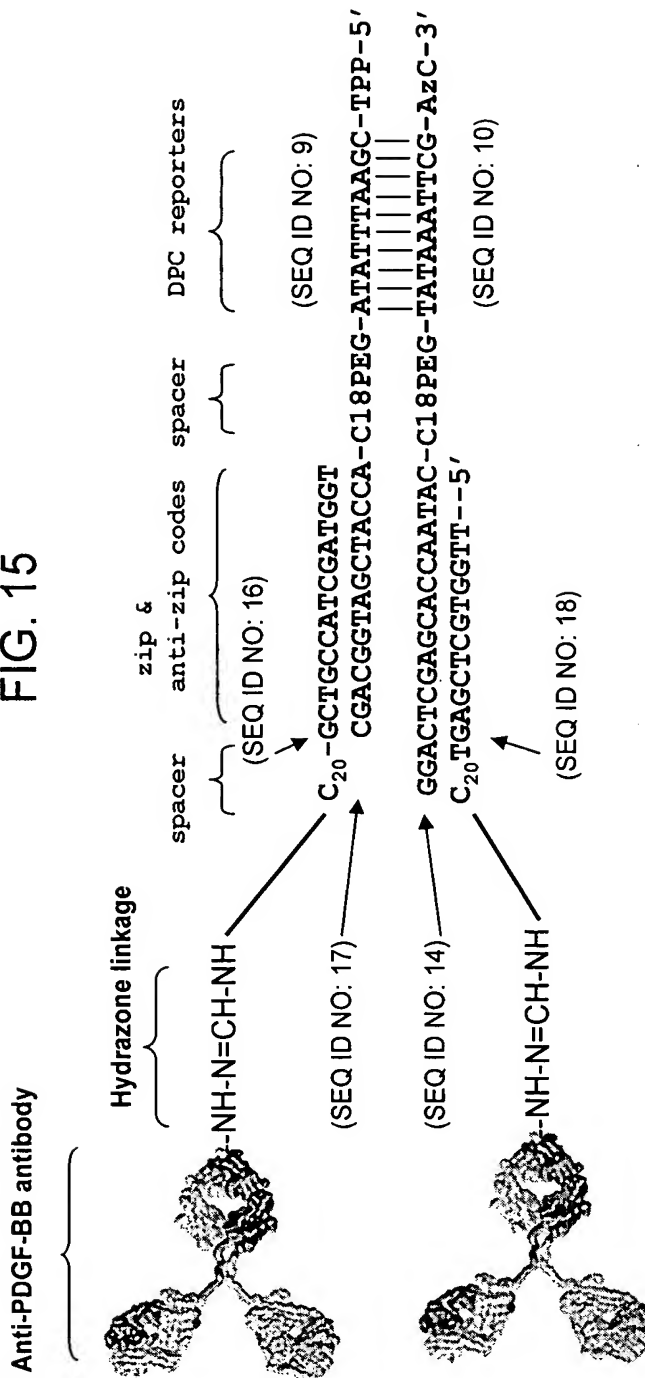 FIG. 15
Anti-PDGF-BB antibody
Hydrazone linkage
spacer
zip &
anti-zip codes
spacer
DPC reporters
(SEQ ID NO: 16)
(SEQ ID NO: 9)
-NH-N=CH-NH
C20-GCTGCCATCGATGGT
CGACGGTAGCTACCA-C18PEG-ATATTTAAGC-TPP-5'
(SEQ ID NO: 17)
(SEQ ID NO: 14)
GGACTCGAGCACCAATAC-C18PEG-TATAAATTCG-AzC-3'
C20TGAGCTCGTGGTT--5'
-NH-N=CH-NH
(SEQ ID NO: 18)
(SEQ ID NO: 10)